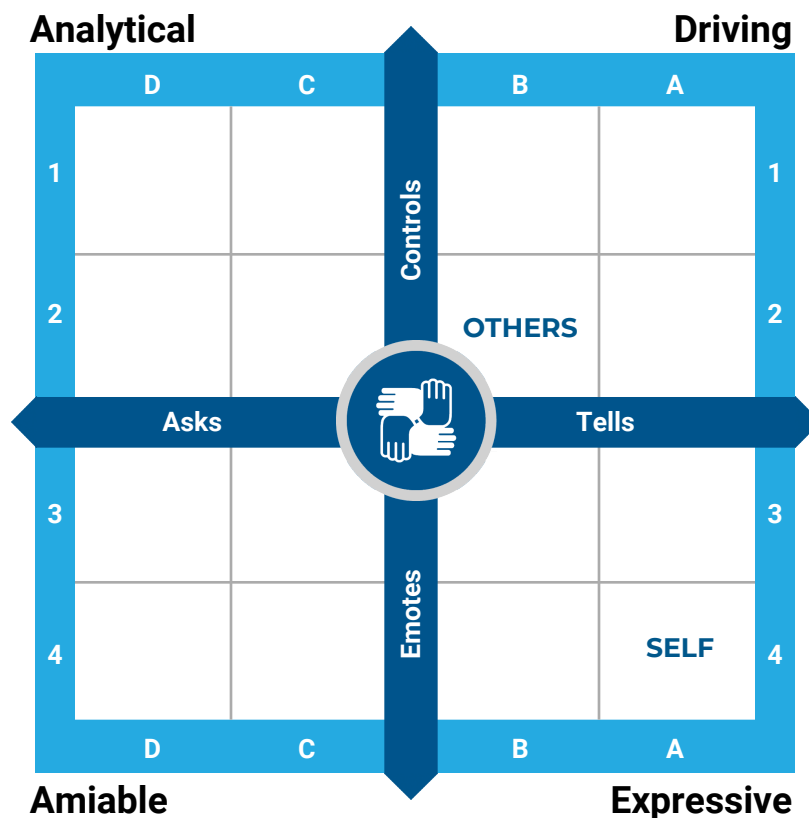 Analytical
Driving
D
C
B
A
1
Controls
1
2
OTHERS
2
Asks
Tells
3
3
Emotes
4
SELF
4
D
C
B
A
Amiable
Expressive